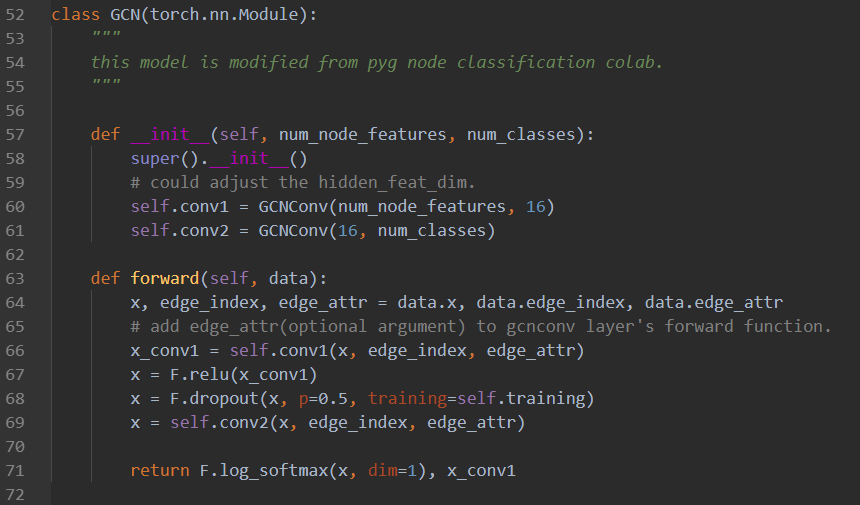 52 class GCN(torch.nn.Module):
53     """
54     this model is modified from pyg node classification colab.
55     """
56
57     def __init__(self, num_node_features, num_classes):
58         super().__init__()
59         # could adjust the hidden_feat_dim.
60         self.conv1 = GCNConv(num_node_features, 16)
61         self.conv2 = GCNConv(16, num_classes)
62
63     def forward(self, data):
64         x, edge_index, edge_attr = data.x, data.edge_index, data.edge_attr
65         # add edge_attr(optional argument) to gcnconv layer's forward function.
66         x_conv1 = self.conv1(x, edge_index, edge_attr)
67         x = F.relu(x_conv1)
68         x = F.dropout(x, p=0.5, training=self.training)
69         x = self.conv2(x, edge_index, edge_attr)
70
71         return F.log_softmax(x, dim=1), x_conv1
72